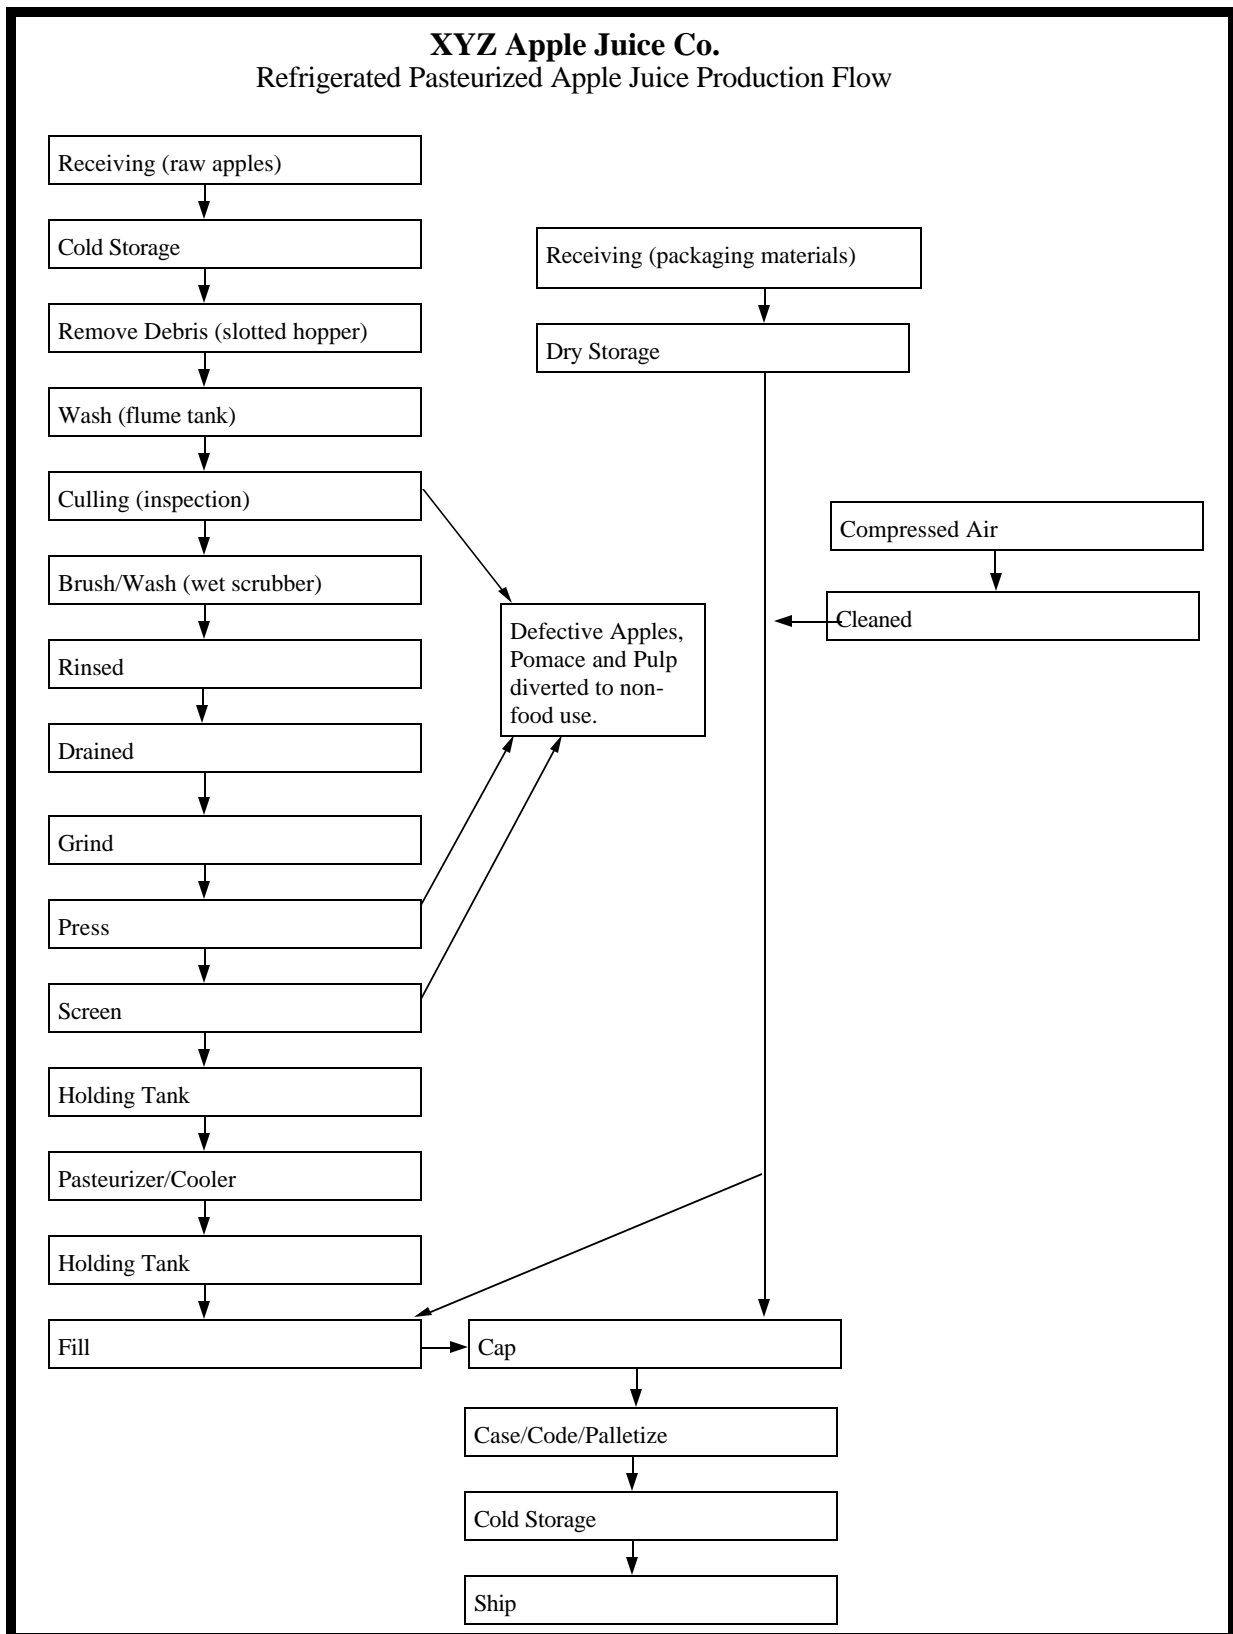 XYZ Apple Juice Co.
Refrigerated Pasteurized Apple Juice Production Flow
Receiving (raw apples)
Cold Storage
Remove Debris (slotted hopper)
Wash (flume tank)
Culling (inspection)
Brush/Wash (wet scrubber)
Rinsed
Drained
Grind
Press
Screen
Holding Tank
Pasteurizer/Cooler
Holding Tank
Fill
Receiving (packaging materials)
Dry Storage
Compressed Air
Cleaned
Defective Apples,
Pomace and Pulp
diverted to non-
food use.
Cap
Case/Code/Palletize
Cold Storage
Ship